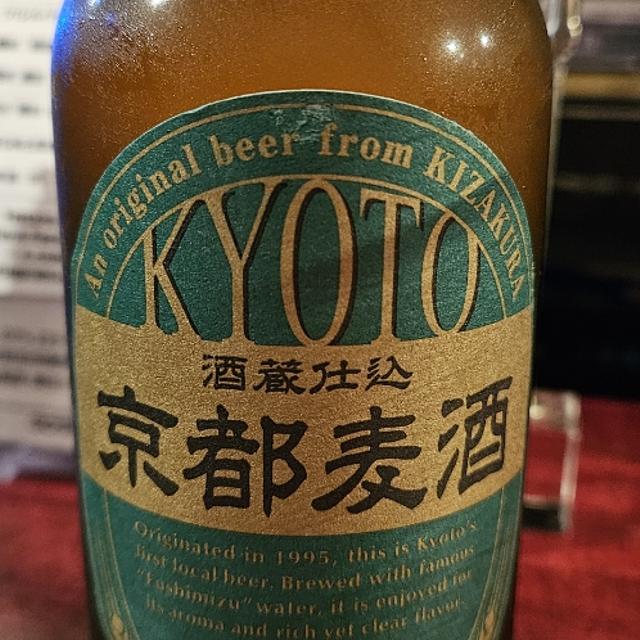 An original beer from KIZAKURA
KYOTO
酒蔵仕込
京都麦酒
Originated in 1995, this is Kyoto's
first local beer. Brewed with famous
"Fushimizu" water, it is enjoyed for
its aroma and rich yet clear flavor.